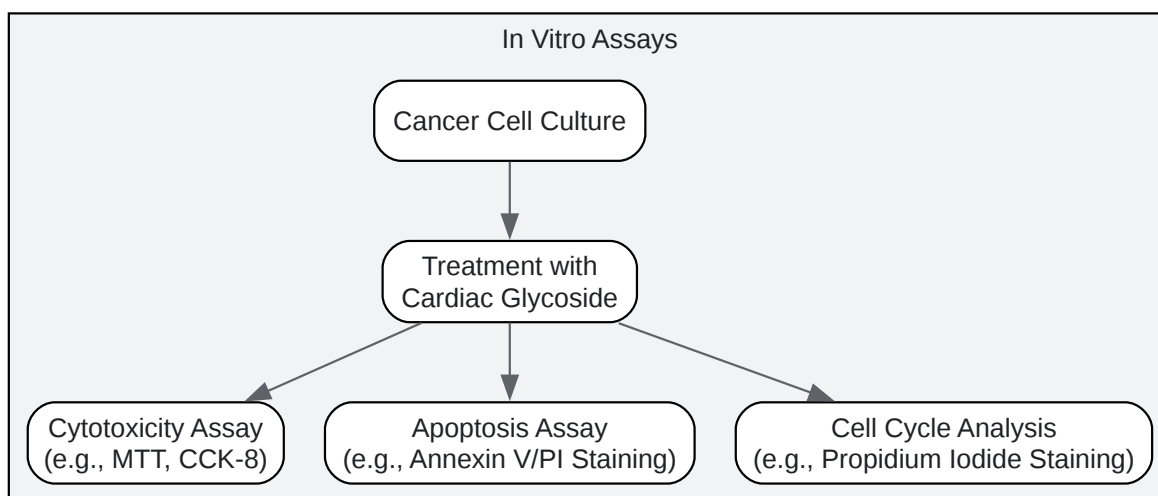 In Vitro Assays
Cancer Cell Culture
Treatment with
Cardiac Glycoside
Cytotoxicity Assay
(e.g., MTT, CCK-8)
Apoptosis Assay
(e.g., Annexin V/PI Staining)
Cell Cycle Analysis
(e.g., Propidium Iodide Staining)